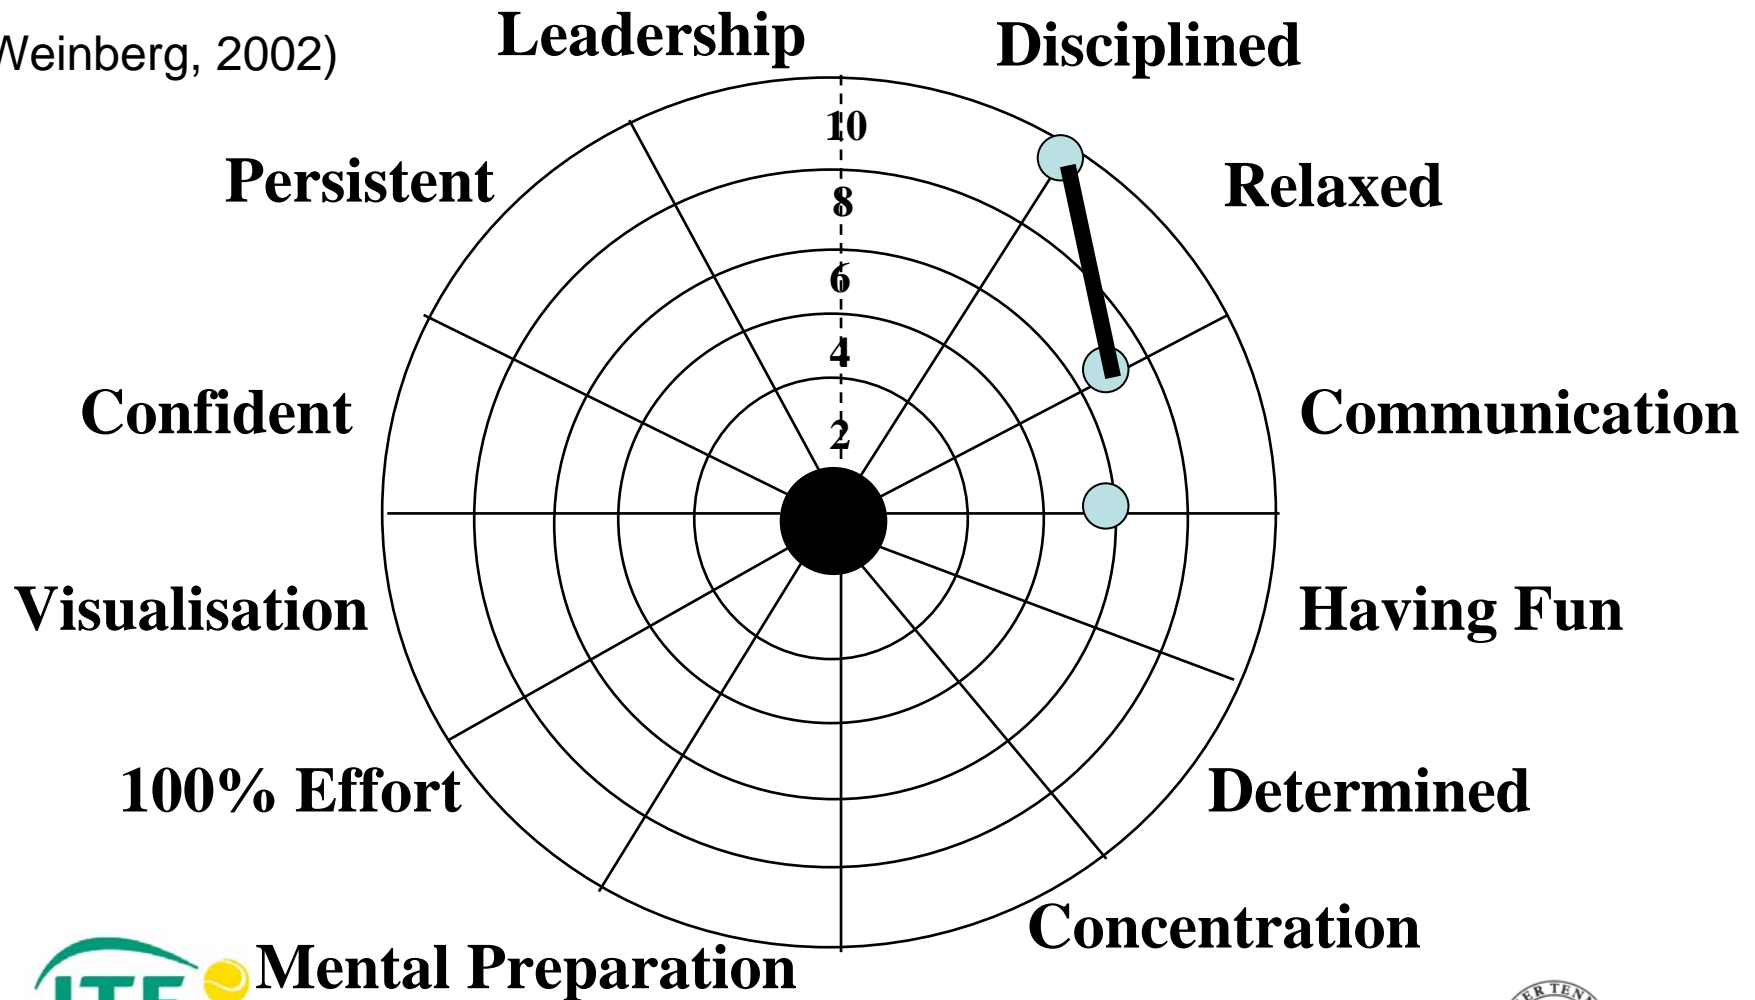 Weinberg, 2002)
Leadership
Disciplined
Persistent
Relaxed
10
8
6
4
2
Confident
Communication
Visualisation
Having Fun
100% Effort
Determined
Concentration
Mental Preparation
ITF